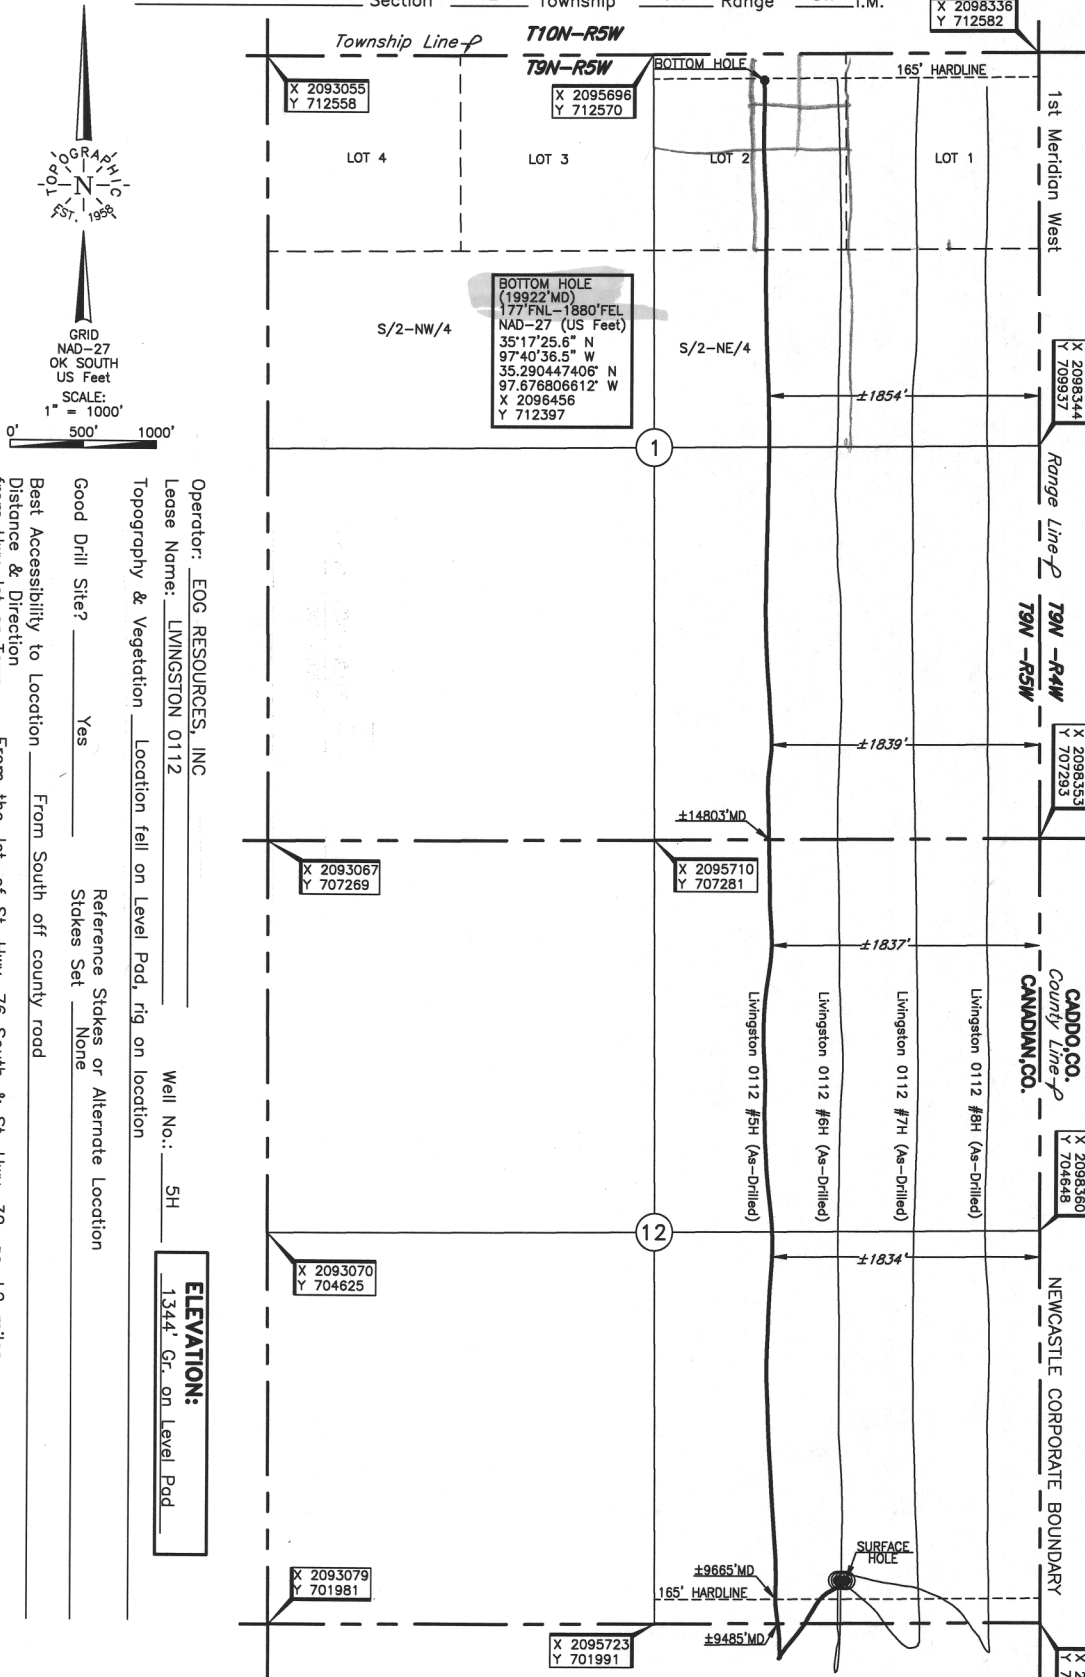 Section
Township
Range
I.M.
X 2098336
Y 712582
Township Line
T10N-R5W
T9N-R5W
BOTTOM HOLE
165' HARDLINE
X 2093055
Y 712558
X 2095696
Y 712570
LOT 4
LOT 3
LOT 2
LOT 1
1st Meridian West
TOPOGRAPHIC
N
EST. 1958
GRID
NAD-27
OK SOUTH
US Feet
SCALE:
1" = 1000'
0' 500' 1000'
S/2-NW/4
BOTTOM HOLE
(19922'MD)
177'FNL-1880'FEL
NAD-27 (US Feet)
35°17'25.6" N
97°40'36.5" W
35.290447406° N
97.676806612° W
X 2096456
Y 712397
S/2-NE/4
±1854'
X 2098344
Y 709937
1
Range Line
T9N -R4W
T9N -R5W
±1839'
X 2098353
Y 707293
±14803'MD
X 2093067
Y 707269
X 2095710
Y 707281
±1837'
CADDO,CO.
County Line
CANADIAN,CO.
Livingston 0112 #5H (As-Drilled)
Livingston 0112 #6H (As-Drilled)
Livingston 0112 #7H (As-Drilled)
Livingston 0112 #8H (As-Drilled)
X 2098360
Y 704648
12
±1834'
X 2093070
Y 704625
NEWCASTLE CORPORATE BOUNDARY
SURFACE
HOLE
±9665'MD
165' HARDLINE
±9485'MD
X 2093079
Y 701981
X 2095723
Y 701991
Operator: EOG RESOURCES, INC
Lease Name: LIVINGSTON 0112 Well No.: 5H
ELEVATION:
1344' Gr. on Level Pad
Topography & Vegetation Location fell on Level Pad, rig on location
Good Drill Site? Yes
Reference Stakes or Alternate Location
Stakes Set None
Best Accessibility to Location From South off county road
Distance & Direction